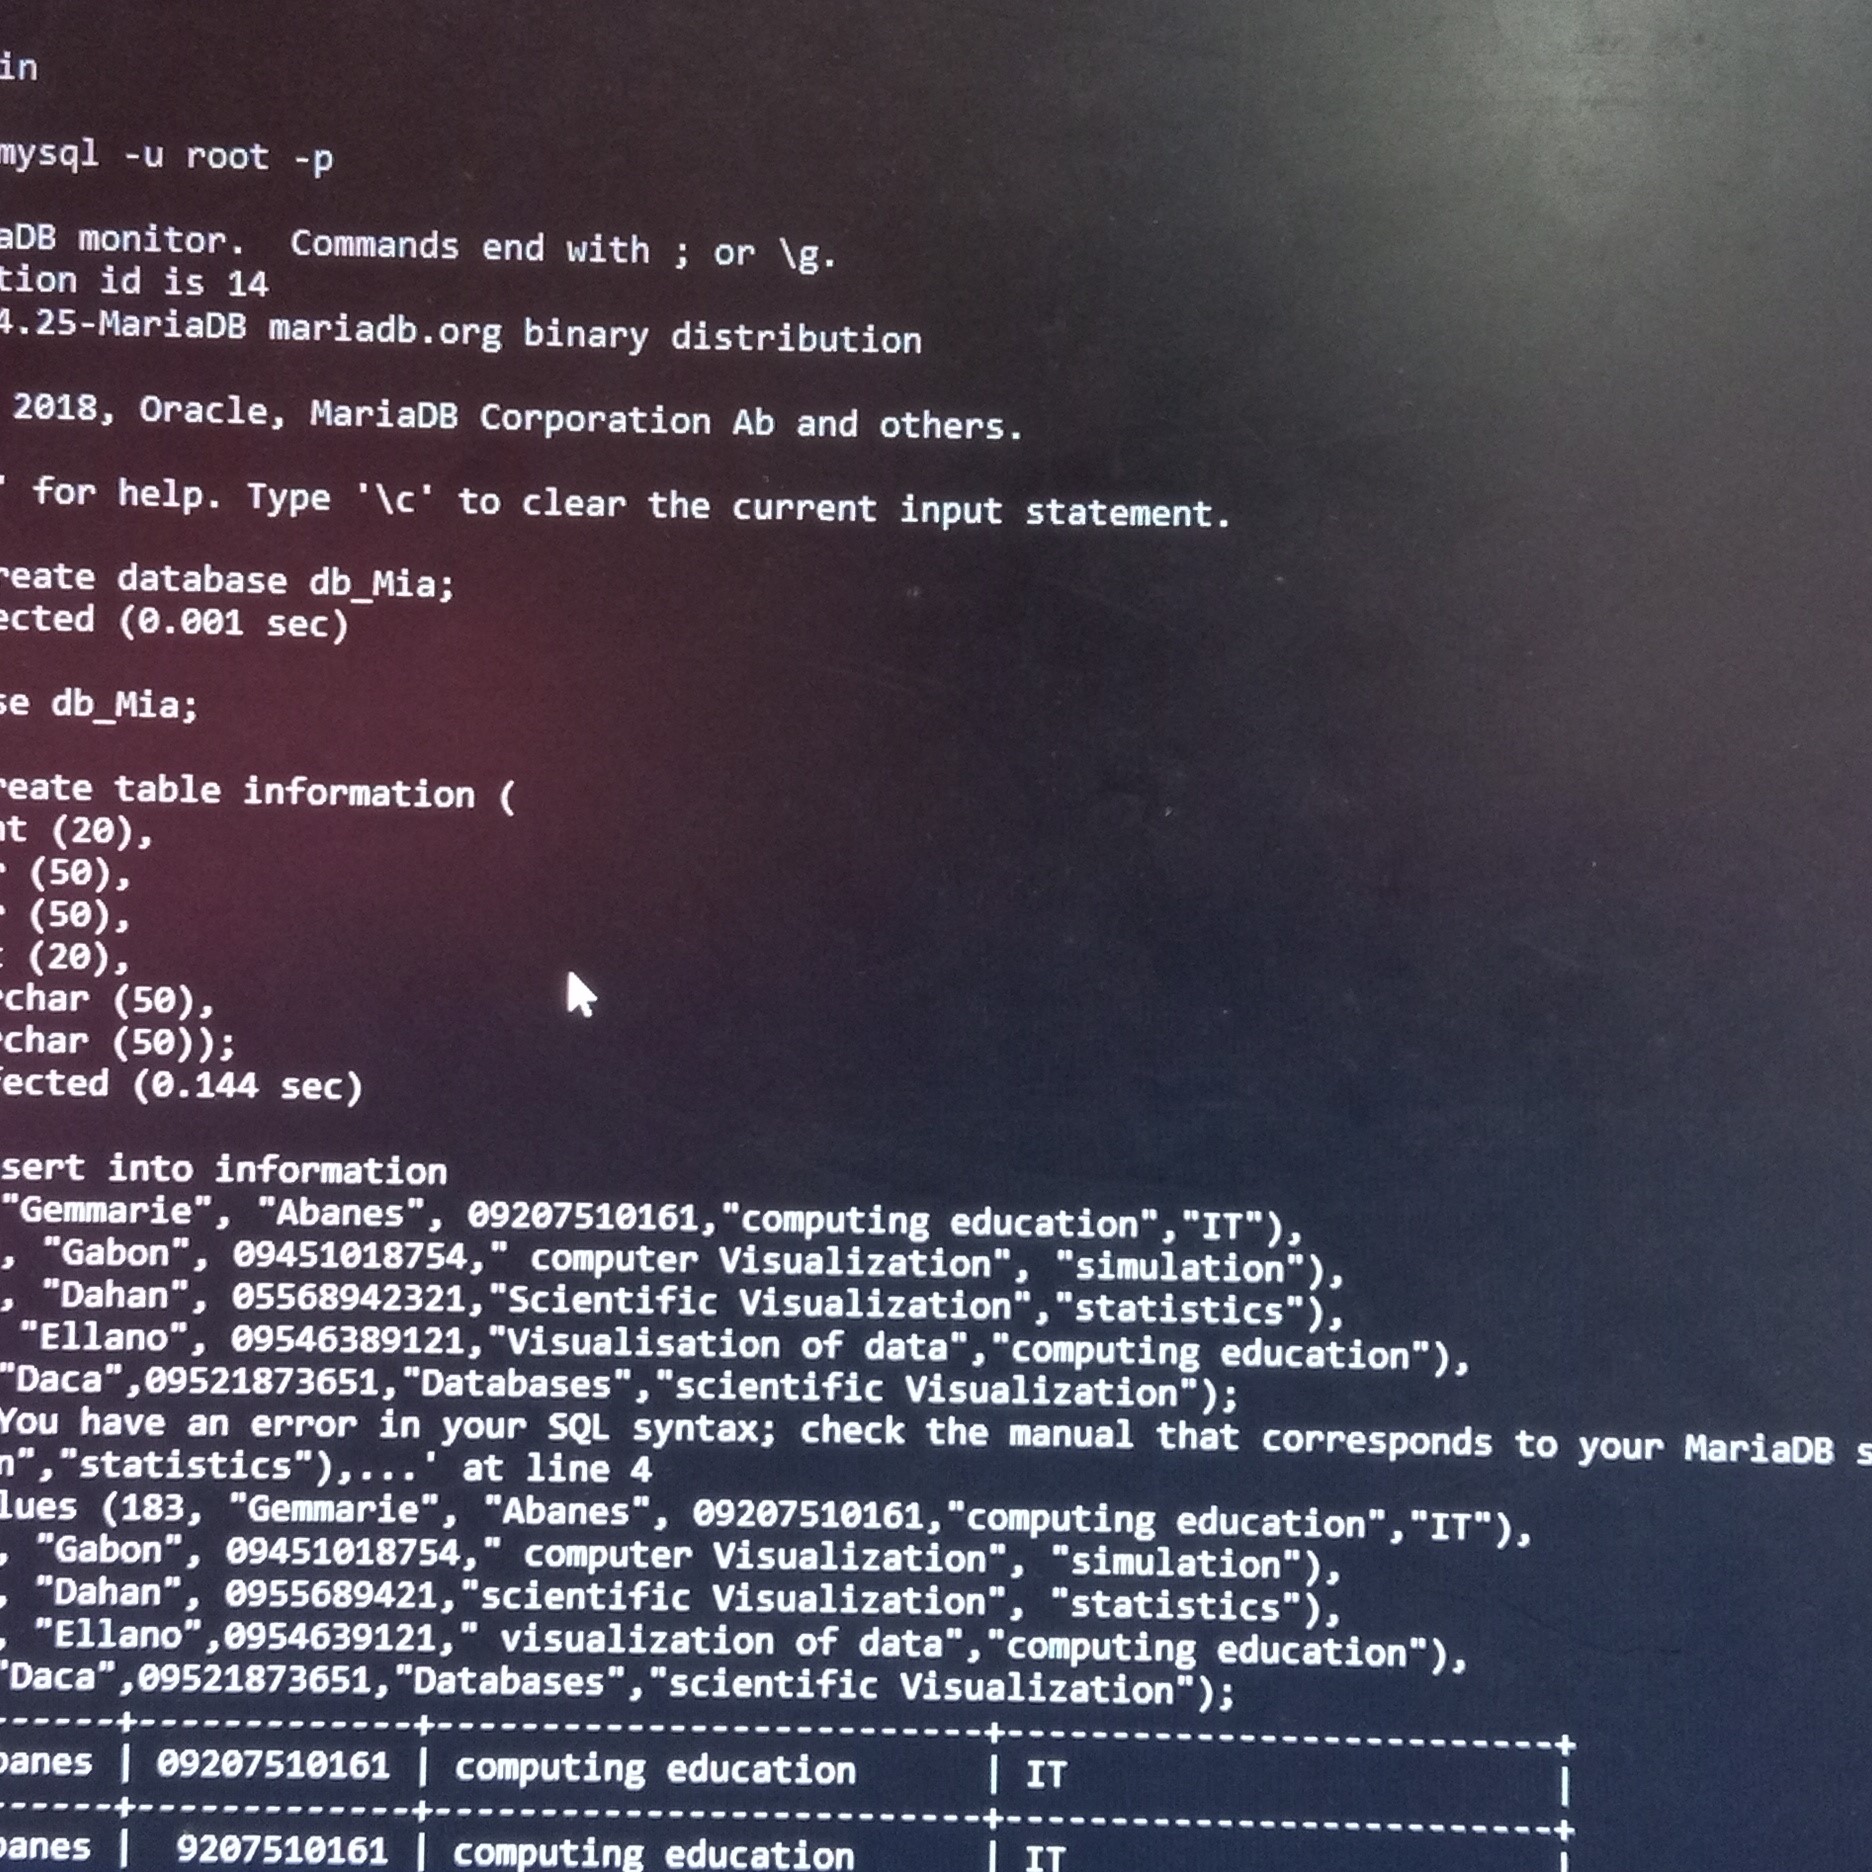 in
mysql -u root -p
aDB monitor. Commands end with ; or \g.
tion id is 14
4.25-MariaDB mariadb.org binary distribution
2018, Oracle, MariaDB Corporation Ab and others.
' for help. Type '\c' to clear the current input statement.
reate database db_Mia;
ected (0.001 sec)
se db_Mia;
reate table information (
nt (20),
r (50),
r (50),
t (20),
rchar (50),
rchar (50));
fected (0.144 sec)
sert into information
"Gemmarie", "Abanes", 09207510161,"computing education","IT"),
, "Gabon", 09451018754," computer Visualization", "simulation"),
, "Dahan", 05568942321,"Scientific Visualization","statistics"),
"Ellano", 09546389121,"Visualisation of data","computing education"),
"Daca",09521873651,"Databases","scientific Visualization");
You have an error in your SQL syntax; check the manual that corresponds to your MariaDB s
n","statistics"),...' at line 4
lues (183, "Gemmarie", "Abanes", 09207510161,"computing education","IT"),
, "Gabon", 09451018754," computer Visualization", "simulation"),
, "Dahan", 0955689421,"scientific Visualization", "statistics"),
, "Ellano",0954639121," visualization of data","computing education"),
"Daca",09521873651,"Databases","scientific Visualization");
------+-------------+--------------------------+--------------------------+
banes | 09207510161 | computing education | IT |
------+-------------+--------------------------+--------------------------+
banes | 9207510161 | computing education | IT |